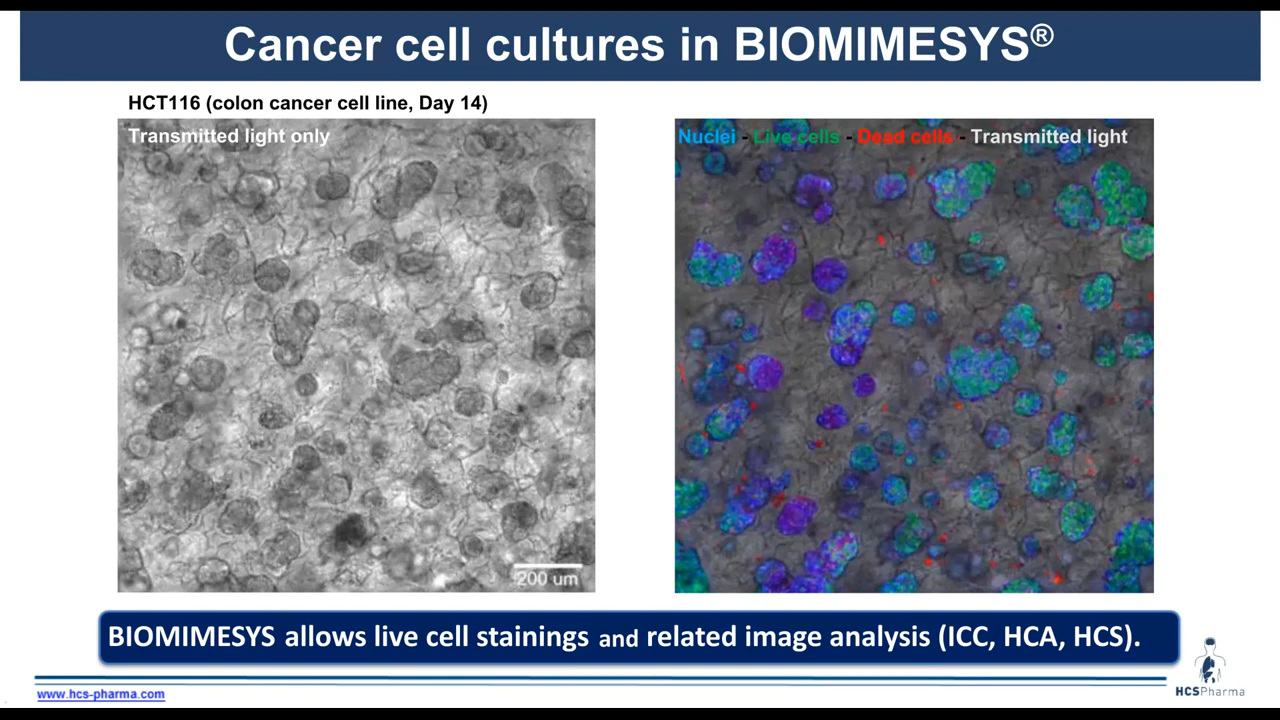 Cancer cell cultures in BIOMIMESYS®
HCT116 (colon cancer cell line, Day 14)
Transmitted light only
Nuclei - Live cells - Dead cells - Transmitted light
200 um
BIOMIMESYS allows live cell stainings and related image analysis (ICC, HCA, HCS).
www.hcs-pharma.com
HCSPharma